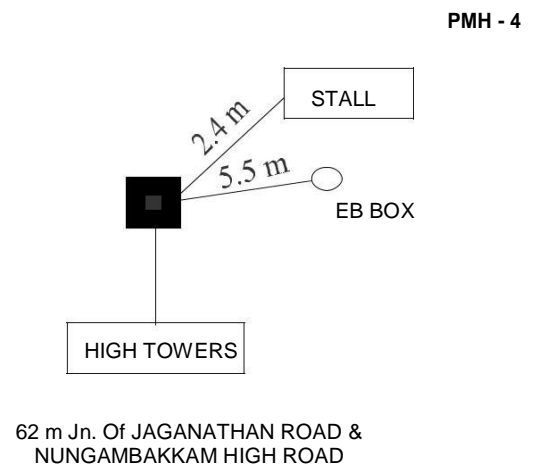 PMH - 4
STALL
2.4 m
5.5 m
EB BOX
HIGH TOWERS
62 m Jn. Of JAGANATHAN ROAD &
NUNGAMBAKKAM HIGH ROAD